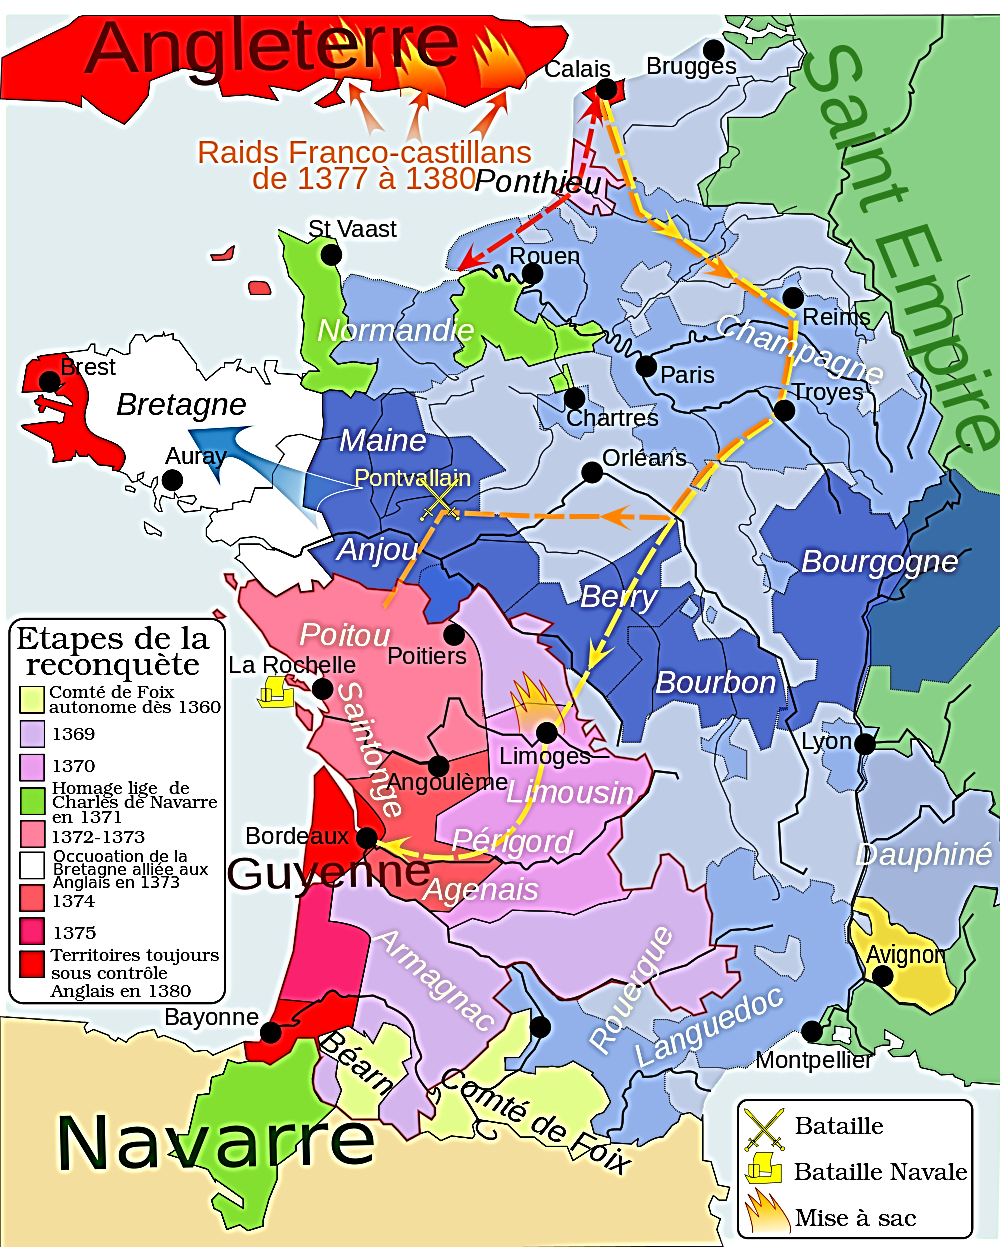 Angleterre
Calais
Brugges
Saint Empire
Raids Franco-castillans
de 1377 à 1380
Ponthieu
St Vaast
Rouen
Reims
Normandie
Champagne
Paris
Brest
Troyes
Bretagne
Chartres
Maine
Auray
Orléans
Pontvallain
Anjou
Bourgogne
Berry
Poitou
Poitiers
La Rochelle
Bourbon
Saintonge
Lyon
Limoges
Angoulême
Limousin
Bordeaux
Périgord
Dauphiné
Guyenne
Agenais
Armagnac
Rouergue
Avignon
Languedoc
Bayonne
Béarn
Montpellier
Comté de Foix
Navarre
Etapes de la
reconquète
Comté de Foix
autonome dès 1360
1369
1370
Homage lige de
Charles de Navarre
en 1371
1372-1373
Occuoation de la
Bretagne alliée aux
Anglais en 1373
1374
1375
Territoires toujours
sous contrôle
Anglais en 1380
Bataille
Bataille Navale
Mise à sac